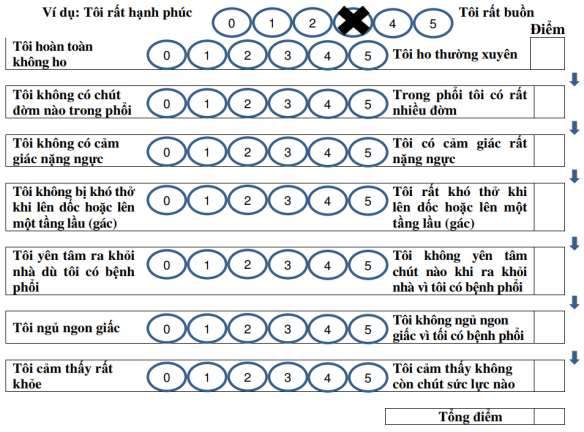 Ví dụ: Tôi rất hạnh phúc 0 1 2 4 5 Tôi rất buồn
Điểm
Tôi hoàn toàn
không ho
0 1 2 3 4 5
Tôi ho thường xuyên
Tôi không có chút
đờm nào trong phổi
0 1 2 3 4 5
Trong phổi tôi có rất
nhiều đờm
Tôi không có cảm
giác nặng ngực
0 1 2 3 4 5
Tôi có cảm giác rất
nặng ngực
Tôi không bị khó thở
khi lên dốc hoặc lên
một tầng lầu (gác)
0 1 2 3 4 5
Tôi rất khó thở khi
lên dốc hoặc lên một
tầng lầu (gác)
Tôi yên tâm ra khỏi
nhà dù tôi có bệnh
phổi
0 1 2 3 4 5
Tôi không yên tâm
chút nào khi ra khỏi
nhà vì tôi có bệnh phổi
Tôi ngủ ngon giấc
0 1 2 3 4 5
Tôi không ngủ ngon
giấc vì tối có bệnh phổi
Tôi cảm thấy rất
khỏe
0 1 2 3 4 5
Tôi cảm thấy không
còn chút sức lực nào
Tổng điểm